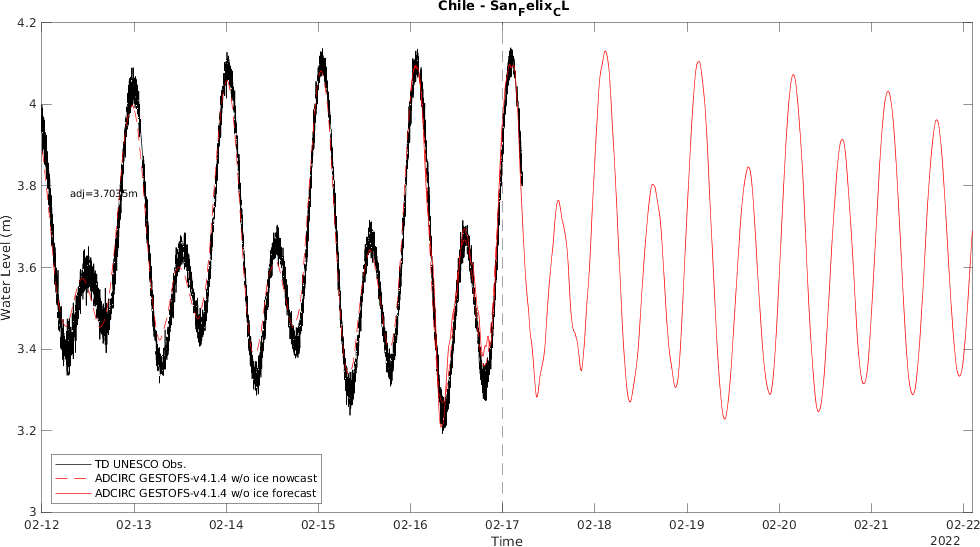 Chile - SanFelixCL
4.2
4
3.8
3.6
3.4
3.2
3
Water Level (m)
adj=3.7035m
TD UNESCO Obs.
ADCIRC GESTOFS-v4.1.4 w/o ice nowcast
ADCIRC GESTOFS-v4.1.4 w/o ice forecast
02-12 02-13 02-14 02-15 02-16 02-17 02-18 02-19 02-20 02-21 02-22
Time
2022